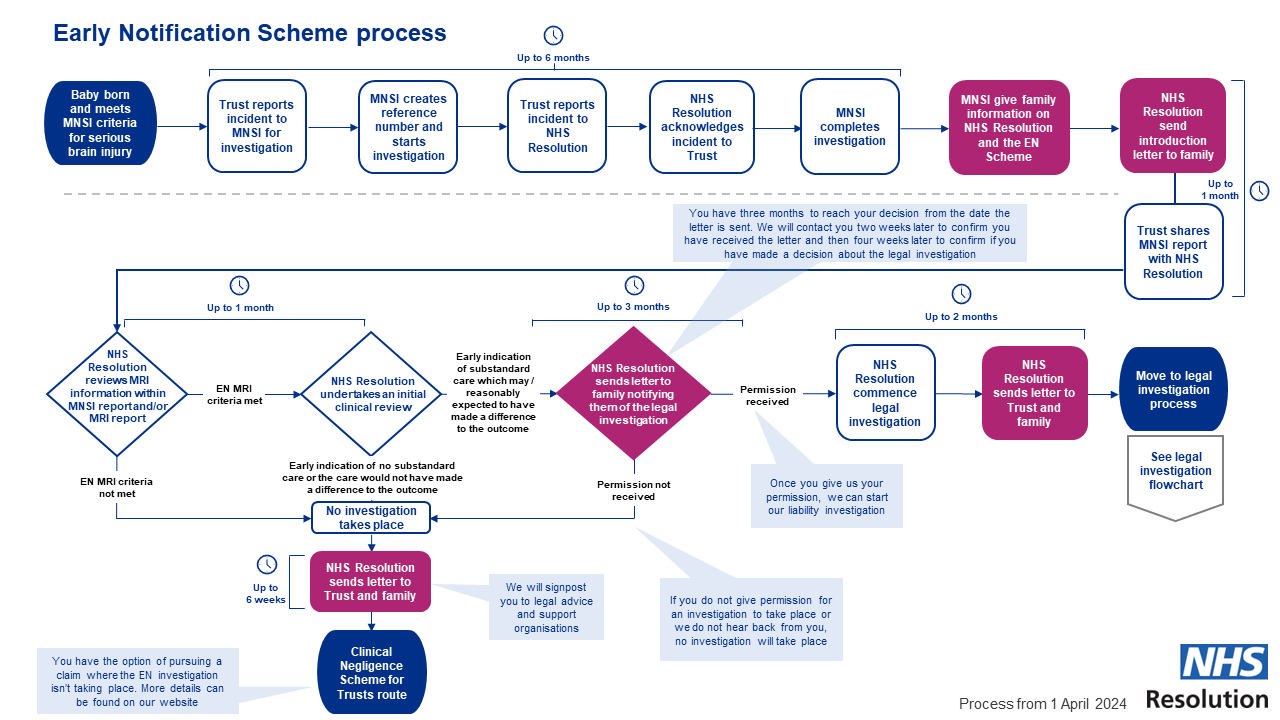 Early Notification Scheme process
Up to 6 months
Baby born
and meets
MNSI criteria
for serious
brain injury
Trust reports
incident to
MNSI for
investigation
MNSI creates
reference
number and
starts
investigation
Trust reports
incident to
NHS
Resolution
NHS
Resolution
acknowledges
incident to
Trust
MNSI
completes
investigation
MNSI give family
information on
NHS Resolution
and the EN
Scheme
NHS
Resolution
send
introduction
letter to family
Up to
1 month
Trust shares
MNSI report
with NHS
Resolution
You have three months to reach your decision from the date the
letter is sent. We will contact you two weeks later to confirm you
have received the letter and then four weeks later to confirm if you
have made a decision about the legal investigation
Up to 1 month
Up to 3 months
Up to 2 months
NHS
Resolution
reviews MRI
information within
MNSI report and/or
MRI report
EN MRI
criteria met
NHS Resolution
undertakes an initial
clinical review
Early indication
of substandard
care which may /
reasonably
expected to have
made a difference
to the outcome
NHS Resolution
sends letter to
family notifying
them of the legal
investigation
Permission
received
NHS
Resolution
commence
legal
investigation
NHS
Resolution
sends letter to
Trust and
family
Move to legal
investigation
process
See legal
investigation
flowchart
EN MRI criteria
not met
Early indication of no substandard
care or the care would not have made
a difference to the outcome
Permission not
received
Once you give us your
permission, we can start
our liability investigation
No investigation
takes place
Up to
6 weeks
NHS Resolution
sends letter to
Trust and family
We will signpost
you to legal advice
and support
organisations
If you do not give permission for
an investigation to take place or
we do not hear back from you,
no investigation will take place
Clinical
Negligence
Scheme for
Trusts route
You have the option of pursuing a
claim where the EN investigation
isn't taking place. More details can
be found on our website
Process from 1 April 2024
NHS
Resolution